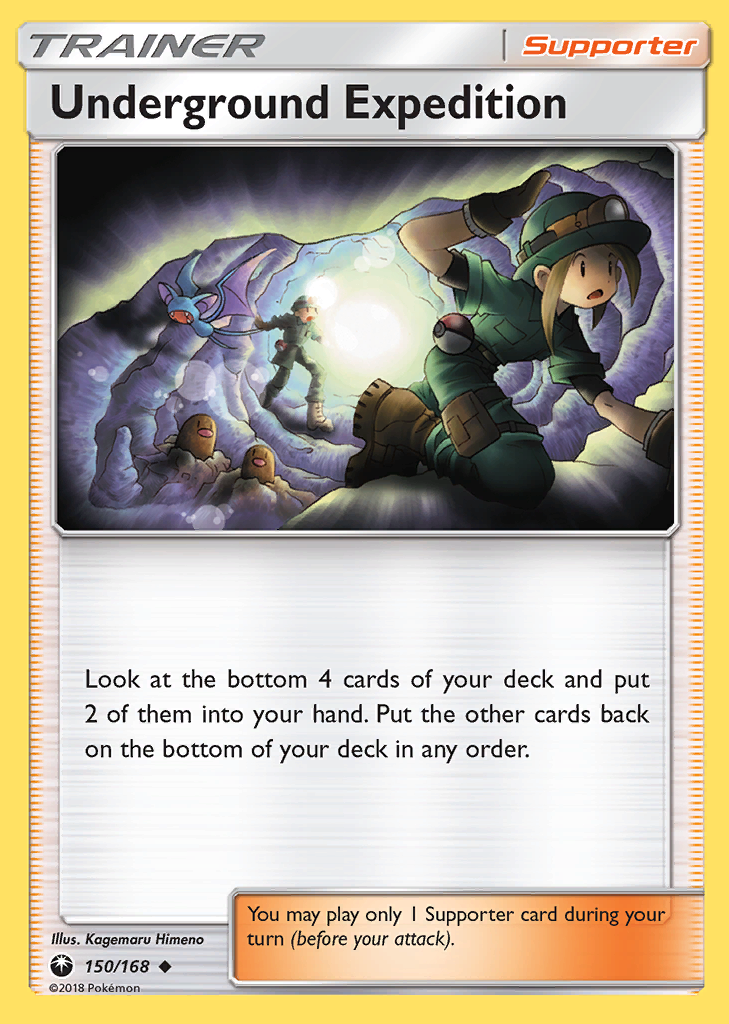 TRAINER
Supporter
Underground Expedition
Look at the bottom 4 cards of your deck and put
2 of them into your hand. Put the other cards back
on the bottom of your deck in any order.
You may play only 1 Supporter card during your
turn (before your attack).
Illus. Kagemaru Himeno
150/168
©2018 Pokémon